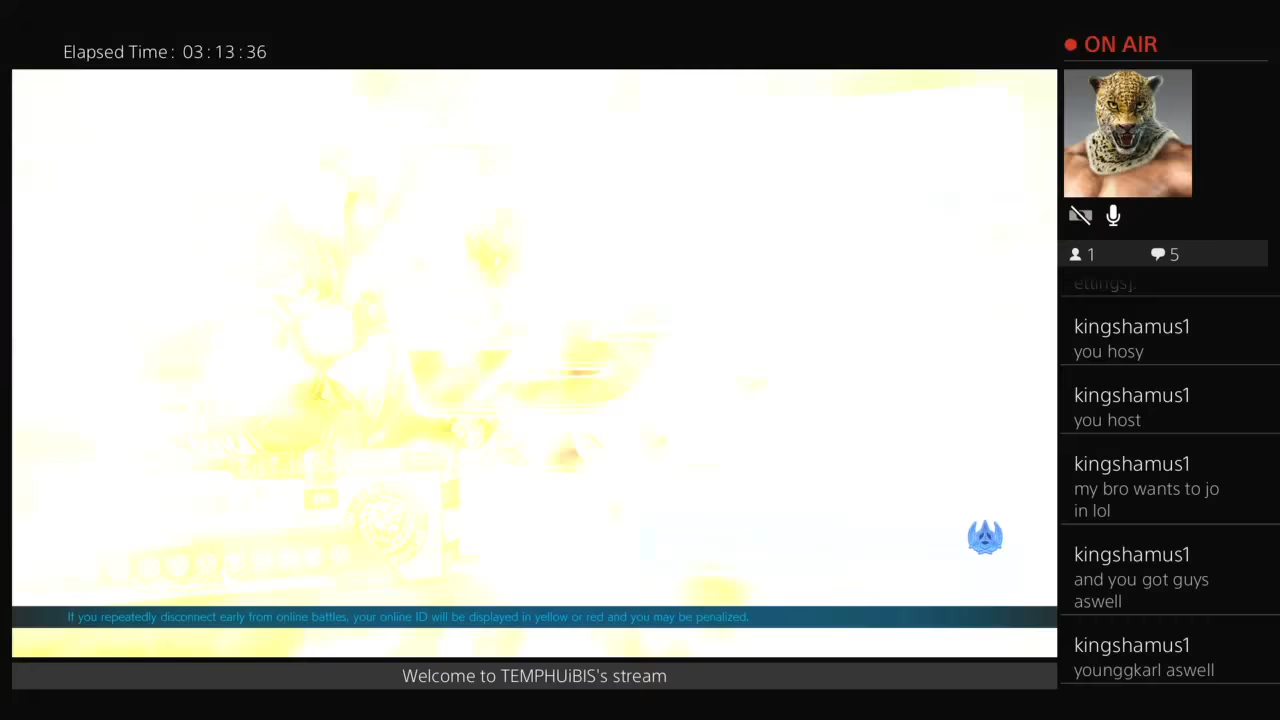 Elapsed Time: 03:13:36
ON AIR
1
5
ettings].
kingshamus1
you hosy
kingshamus1
you host
kingshamus1
my bro wants to jo
in lol
kingshamus1
and you got guys
aswell
kingshamus1
younggkarl aswell
If you repeatedly disconnect early from online battles, your online ID will be displayed in yellow or red and you may be penalized.
Welcome to TEMPHUiBIS's stream